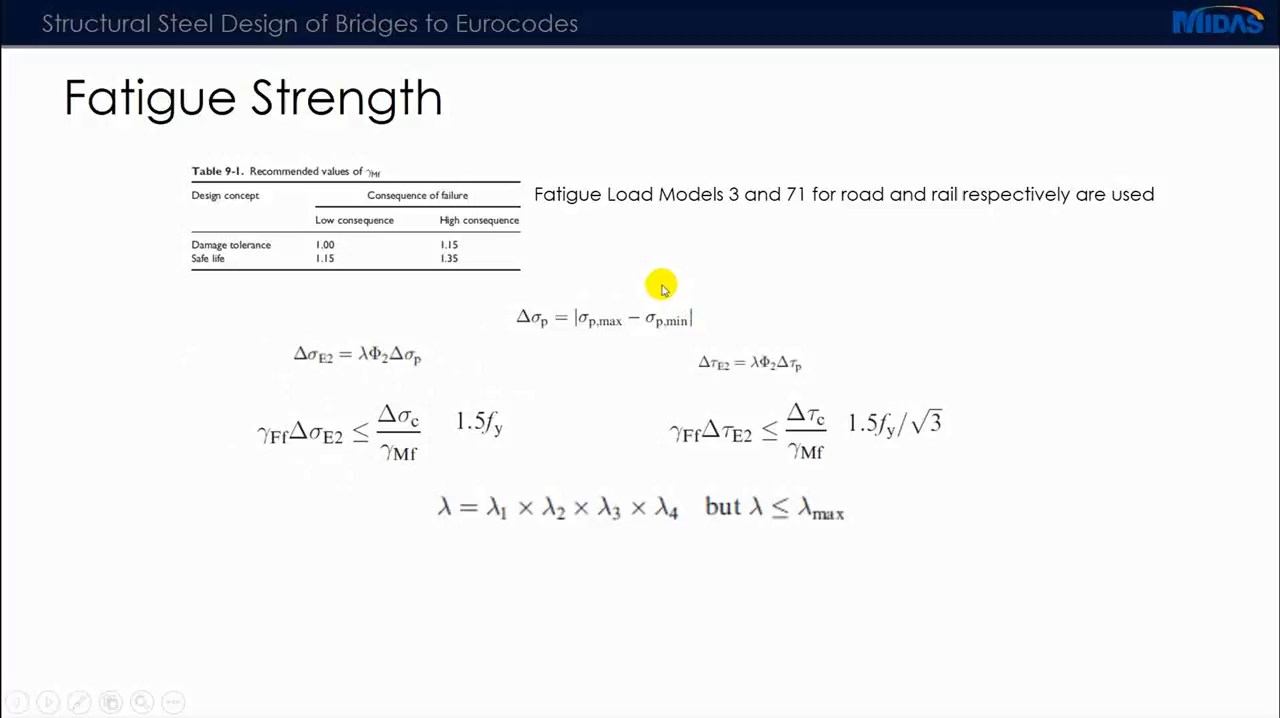 Structural Steel Design of Bridges to Eurocodes
MIDAS
Fatigue Strength
Table 9-1. Recommended values of γMf
Design concept Consequence of failure
Low consequence High consequence
Damage tolerance 1.00 1.15
Safe life 1.15 1.35
Fatigue Load Models 3 and 71 for road and rail respectively are used
Δσp = |σp,max − σp,min|
ΔσE2 = λΦ2Δσp
ΔτE2 = λΦ2Δτp
γFfΔσE2 ≤ Δσc/γMf 1.5fy
γFfΔτE2 ≤ Δτc/γMf 1.5fy/√3
λ = λ1 × λ2 × λ3 × λ4 but λ ≤ λmax